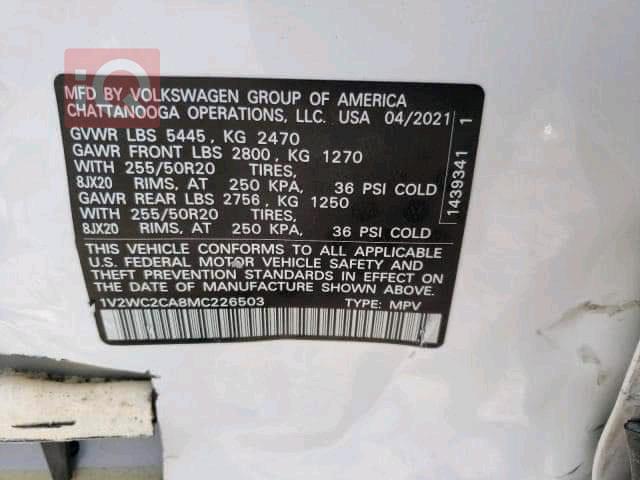 iQ
MFD. BY VOLKSWAGEN GROUP OF AMERICA
CHATTANOOGA OPERATIONS, LLC. USA 04/2021
GVWR LBS 5445, KG 2470
GAWR FRONT LBS 2800, KG 1270
WITH 255/50R20 TIRES,
8JX20 RIMS, AT 250 KPA, 36 PSI COLD
GAWR REAR LBS 2756, KG 1250
WITH 255/50R20 TIRES,
8JX20 RIMS, AT 250 KPA, 36 PSI COLD
THIS VEHICLE CONFORMS TO ALL APPLICABLE
U.S. FEDERAL MOTOR VEHICLE SAFETY AND
THEFT PREVENTION STANDARDS IN EFFECT ON
THE DATE OF MANUFACTURE SHOWN ABOVE.
1V2WC2CA8MC226503 TYPE: MPV
1439341 1